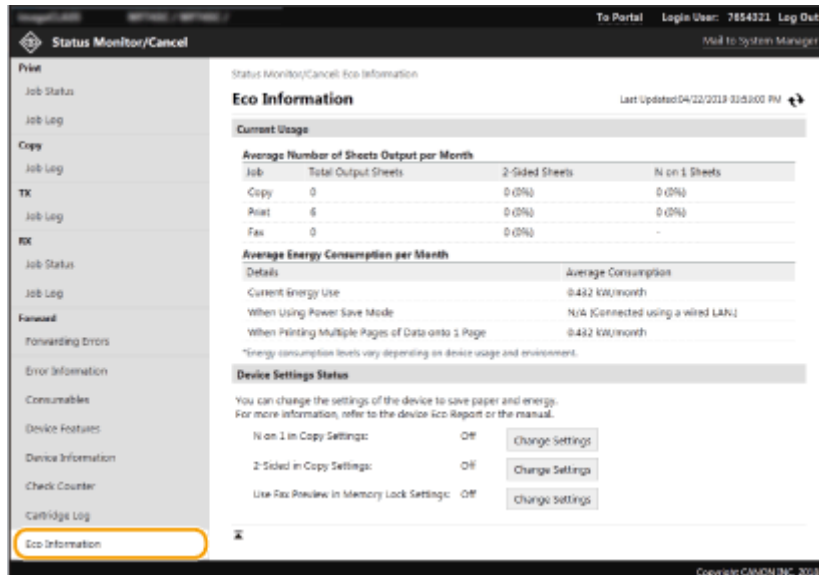 To Portal Login User: 7654321 Log Out
Status Monitor/Cancel
Mail to System Manager
Print
Job Status
Job Log
Copy
Job Log
TX
Job Log
RX
Job Status
Job Log
Forward
Forwarding Errors
Error Information
Consumables
Device Features
Device Information
Check Counter
Cartridge Log
Eco Information
Status Monitor/Cancel: Eco Information
Eco Information
Last Updated:04/22/2019 03:53:00 PM
Current Usage
Average Number of Sheets Output per Month
Job Total Output Sheets 2-Sided Sheets N on 1 Sheets
Copy 0 0 (0%) 0 (0%)
Print 6 0 (0%) 0 (0%)
Fax 0 0 (0%) -
Average Energy Consumption per Month
Details Average Consumption
Current Energy Use 0.432 kW/month
When Using Power Save Mode N/A (Connected using a wired LAN.)
When Printing Multiple Pages of Data onto 1 Page 0.432 kW/month
*Energy consumption levels vary depending on device usage and environment.
Device Settings Status
You can change the settings of the device to save paper and energy.
For more information, refer to the device Eco Report or the manual.
N on 1 in Copy Settings: Off Change Settings
2-Sided in Copy Settings: Off Change Settings
Use Fax Preview in Memory Lock Settings: Off Change Settings
Copyright CANON INC. 2018